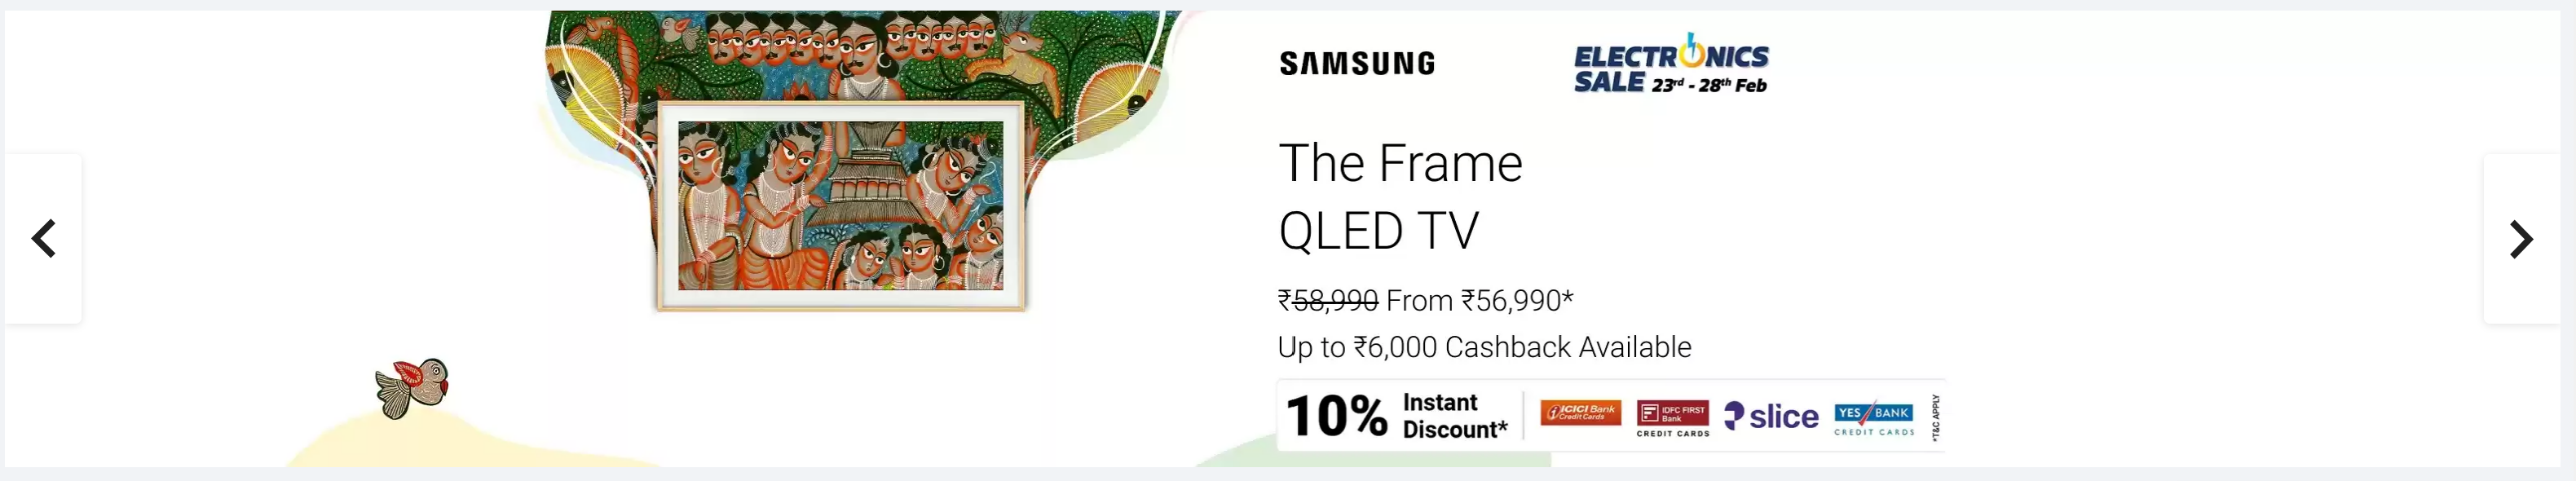 SAMSUNG
ELECTRONICS
SALE 23rd - 28th Feb
The Frame
QLED TV
₹58,990 From ₹56,990*
Up to ₹6,000 Cashback Available
10% Instant
Discount*
ICICI Bank
Credit Cards
IDFC FIRST
Bank
CREDIT CARDS
slice
YES BANK
CREDIT CARDS
*T&C APPLY